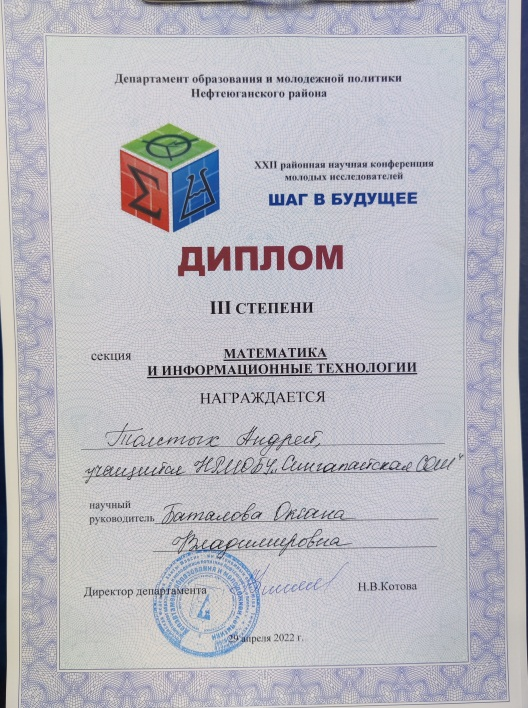 Департамент образования и молодежной политики
Нефтеюганского района
XXII районная научная конференция
молодых исследователей
ШАГ В БУДУЩЕЕ
ДИПЛОМ
III СТЕПЕНИ
секция МАТЕМАТИКА
И ИНФОРМАЦИОННЫЕ ТЕХНОЛОГИИ
НАГРАЖДАЕТСЯ
Толстых Андрей,
учащийся НРМОБУ „Сингапайская СОШ"
научный
руководитель Баталова Оксана
Владимировна
Директор департамента Н.В.Котова
29 апреля 2022 г.